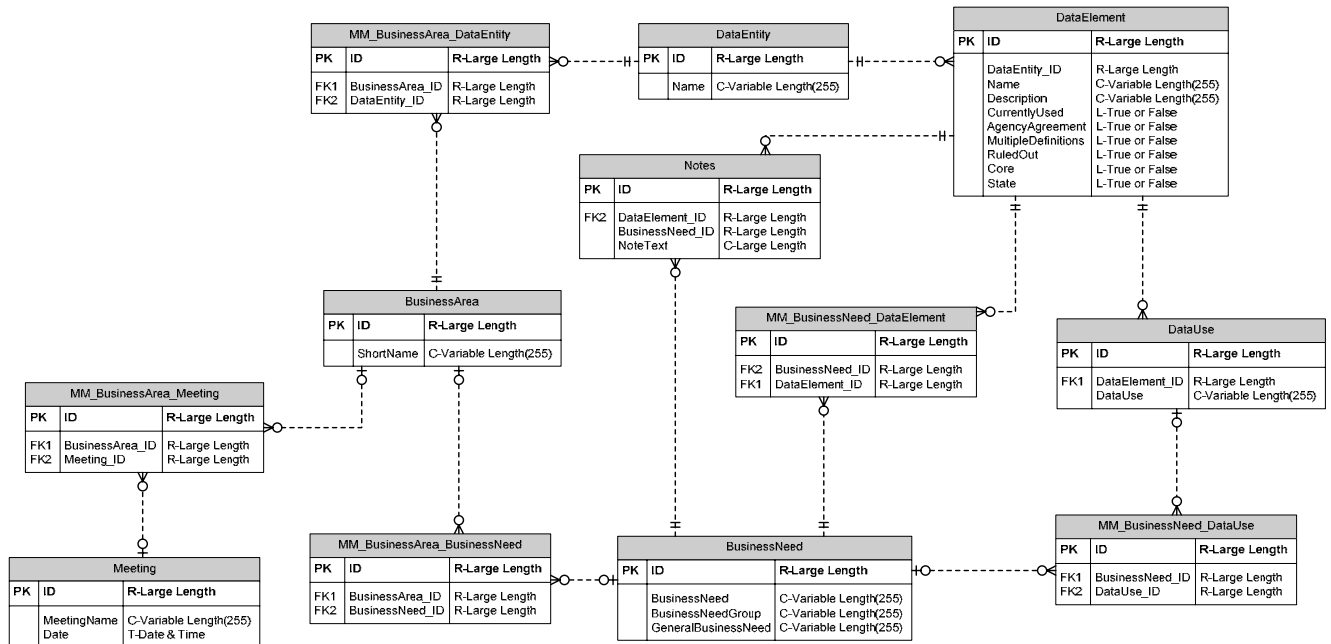 MM_BusinessArea_DataEntity
PK ID R-Large Length
FK1 BusinessArea_ID R-Large Length
FK2 DataEntity_ID R-Large Length
DataEntity
PK ID R-Large Length
Name C-Variable Length(255)
DataElement
PK ID R-Large Length
DataEntity_ID R-Large Length
Name C-Variable Length(255)
Description C-Variable Length(255)
CurrentlyUsed L-True or False
AgencyAgreement L-True or False
MultipleDefinitions L-True or False
RuledOut L-True or False
Core L-True or False
State L-True or False
Notes
PK ID R-Large Length
FK2 DataElement_ID R-Large Length
BusinessNeed_ID R-Large Length
NoteText C-Large Length
BusinessArea
PK ID R-Large Length
ShortName C-Variable Length(255)
MM_BusinessNeed_DataElement
PK ID R-Large Length
FK2 BusinessNeed_ID R-Large Length
FK1 DataElement_ID R-Large Length
DataUse
PK ID R-Large Length
FK1 DataElement_ID R-Large Length
DataUse C-Variable Length(255)
MM_BusinessArea_Meeting
PK ID R-Large Length
FK1 BusinessArea_ID R-Large Length
FK2 Meeting_ID R-Large Length
Meeting
PK ID R-Large Length
MeetingName C-Variable Length(255)
Date T-Date & Time
MM_BusinessArea_BusinessNeed
PK ID R-Large Length
FK1 BusinessArea_ID R-Large Length
FK2 BusinessNeed_ID R-Large Length
BusinessNeed
PK ID R-Large Length
BusinessNeed C-Variable Length(255)
BusinessNeedGroup C-Variable Length(255)
GeneralBusinessNeed C-Variable Length(255)
MM_BusinessNeed_DataUse
PK ID R-Large Length
FK1 BusinessNeed_ID R-Large Length
FK2 DataUse_ID R-Large Length